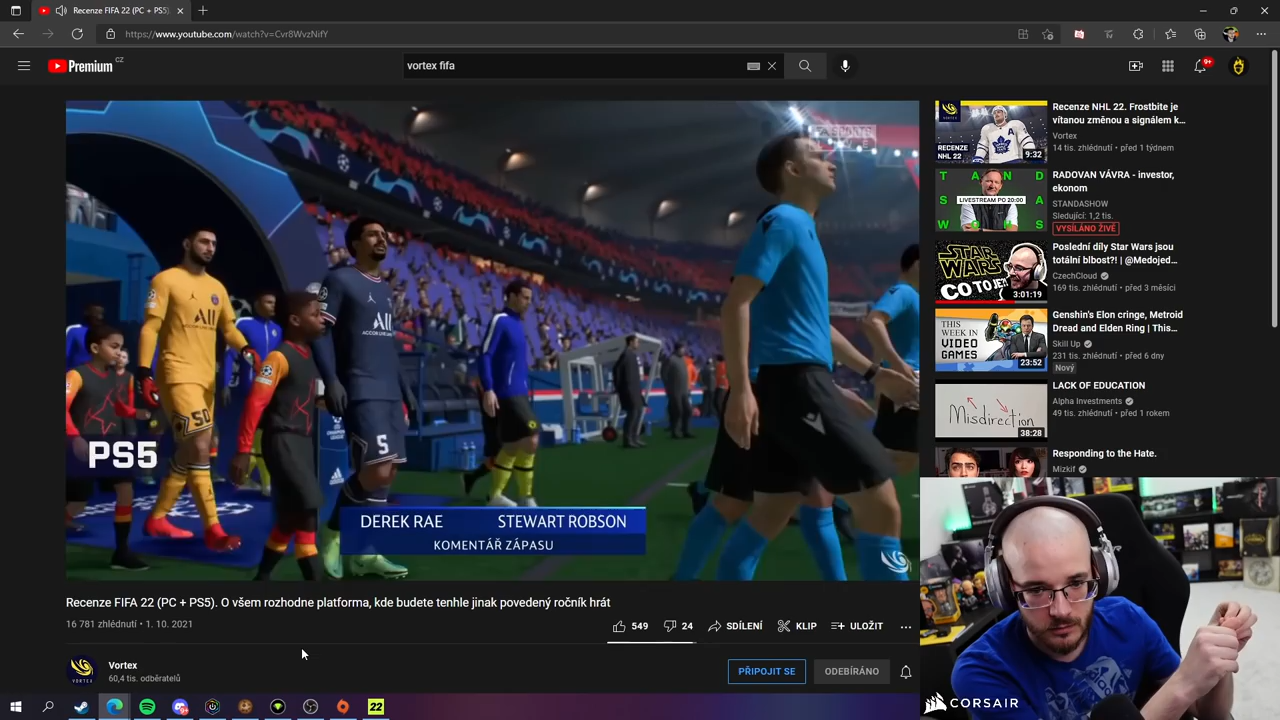 Recenze FIFA 22 (PC + PS5)
https://www.youtube.com/watch?v=Cvr8WvzNifY
Premium CZ
vortex fifa
9+
PS5
50
5
DEREK RAE STEWART ROBSON
KOMENTÁŘ ZÁPASU
Recenze FIFA 22 (PC + PS5). O všem rozhodne platforma, kde budete tenhle jinak povedený ročník hrát
16 781 zhlédnutí • 1. 10. 2021
549
24
SDÍLENÍ
KLIP
ULOŽIT
Vortex
60,4 tis. odběratelů
PŘIPOJIT SE
ODEBÍRÁNO
RECENZE
NHL 22
9:32
Recenze NHL 22. Frostbite je
vítanou změnou a signálem k...
Vortex
14 tis. zhlédnutí • před 1 týdnem
T A N D
S A
W U S
LIVESTREAM PO 20:00
RADOVAN VÁVRA - investor,
ekonom
STANDASHOW
Sledující: 1,2 tis.
VYSÍLÁNO ŽIVĚ
STAR
WARS
CO TO JE
3:01:19
Poslední díly Star Wars jsou
totální blbost?! | @Medojed...
CzechCloud
169 tis. zhlédnutí • před 3 měsíci
THIS
WEEK IN
VIDEO
GAMES
23:52
Genshin's Elon cringe, Metroid
Dread and Elden Ring | This...
Skill Up
231 tis. zhlédnutí • před 6 dny
Nový
Misdirection
38:28
LACK OF EDUCATION
Alpha Investments
49 tis. zhlédnutí • před 1 rokem
Responding to the Hate.
Mizkif
CORSAIR
22